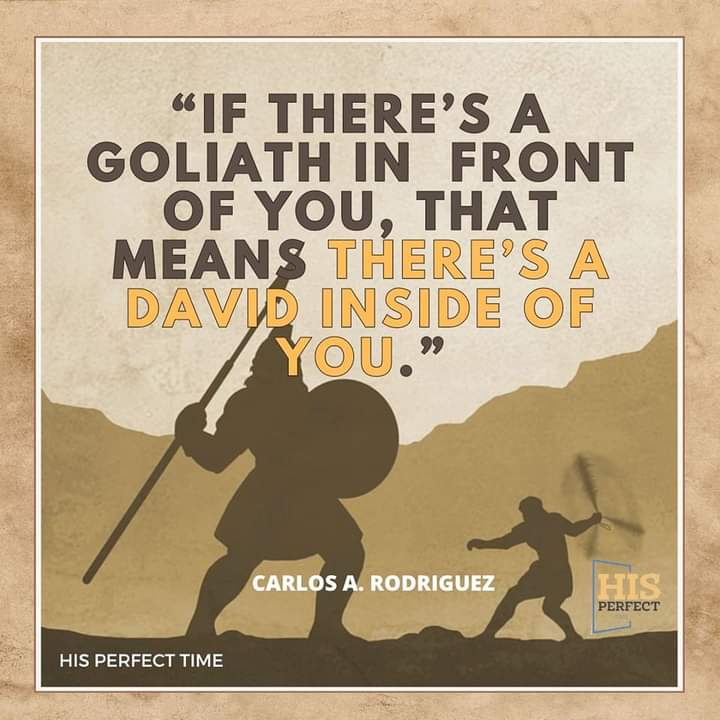 “IF THERE’S A
GOLIATH IN FRONT
OF YOU, THAT
MEANS THERE’S A
DAVID INSIDE OF
YOU.”
CARLOS A. RODRIGUEZ
HIS
PERFECT
HIS PERFECT TIME